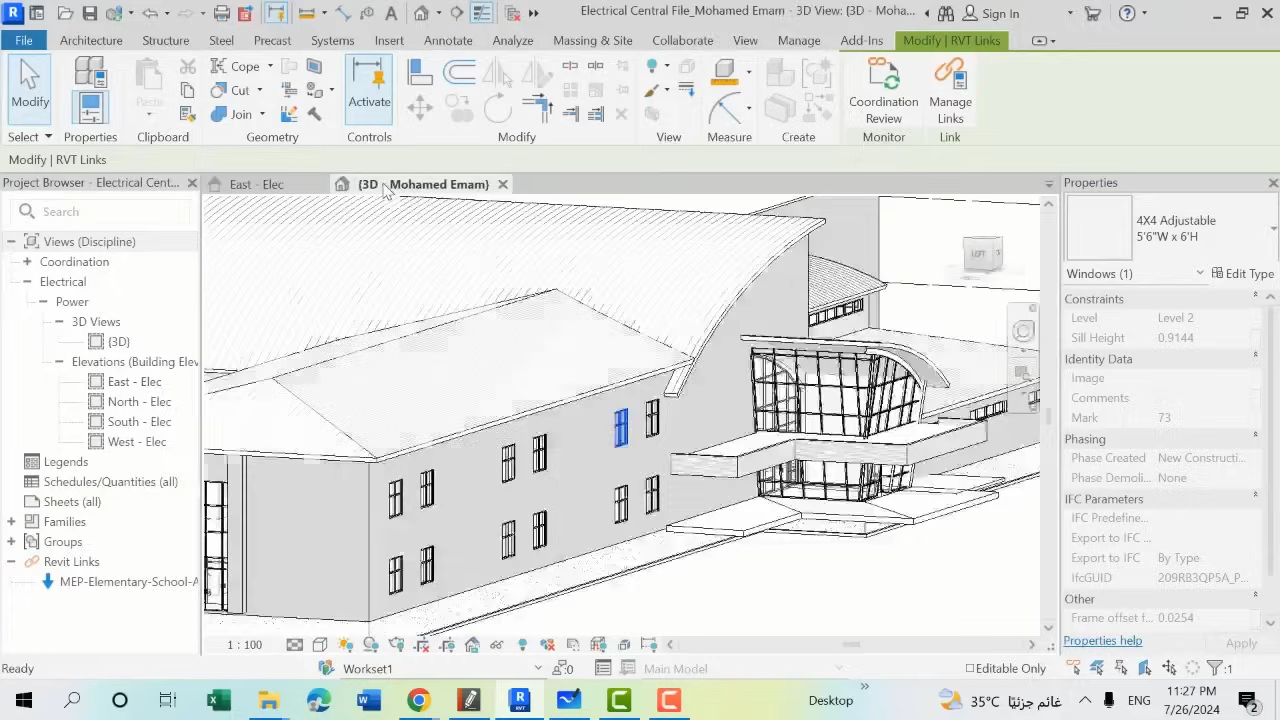 Electrical Central File_Mohamed Emam - 3D View: {3D - Moha...
Sign In
File
Architecture
Structure
Steel
Precast
Systems
Insert
Annotate
Analyze
Massing & Site
Collaborate
View
Manage
Add-Ins
Modify | RVT Links
Modify
Paste
Cope
Cut
Join
Activate
Coordination
Review
Manage
Links
Select
Properties
Clipboard
Geometry
Controls
Modify
View
Measure
Create
Monitor
Link
Modify | RVT Links
Project Browser - Electrical Cent...
East - Elec
(3D - Mohamed Emam)
Properties
Search
Views (Discipline)
Coordination
Electrical
Power
3D Views
(3D)
Elevations (Building Elev
East - Elec
North - Elec
South - Elec
West - Elec
Legends
Schedules/Quantities (all)
Sheets (all)
Families
Groups
Revit Links
MEP-Elementary-School-A
LEFT
4X4 Adjustable
5'6"W x 6'H
Windows (1)
Edit Type
Constraints
Level Level 2
Sill Height 0.9144
Identity Data
Image
Comments
Mark 73
Phasing
Phase Created New Constructi...
Phase Demoli... None
IFC Parameters
IFC Predefine...
Export to IFC ...
Export to IFC By Type
IfcGUID 209RB3QP5A_P...
Other
Frame offset f... 0.0254
Properties help
Apply
1 : 100
Ready
Workset1
:0
Main Model
Editable Only
:1
Desktop
35°C غائم جزئيًا
ENG
11:27 PM
7/26/2024
2